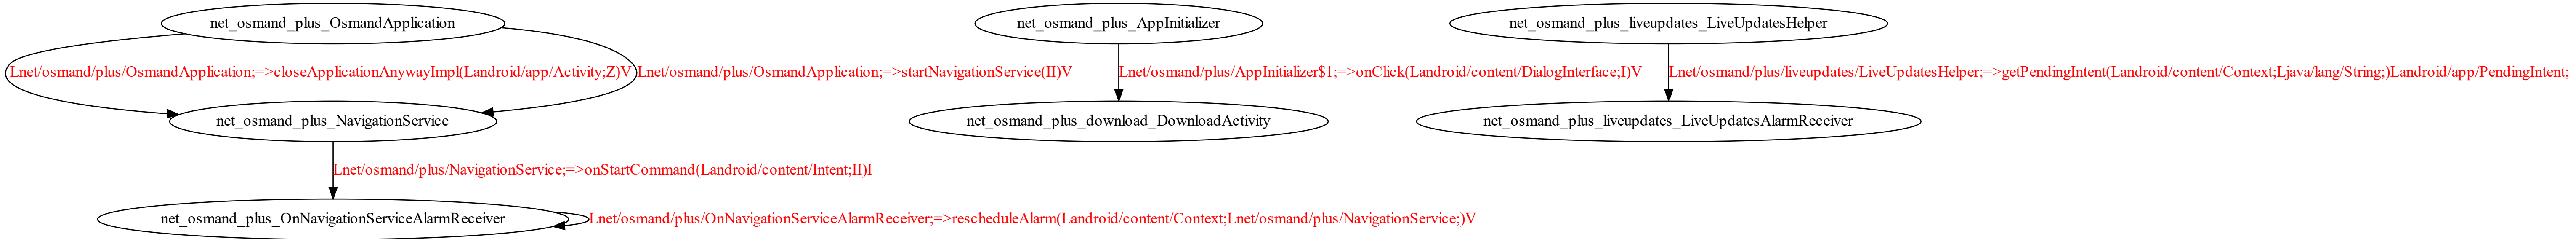 net_osmand_plus_OsmandApplication
net_osmand_plus_AppInitializer
net_osmand_plus_liveupdates_LiveUpdatesHelper
Lnet/osmand/plus/OsmandApplication;=>closeApplicationAnywayImpl(Landroid/app/Activity;Z)V
Lnet/osmand/plus/OsmandApplication;=>startNavigationService(II)V
Lnet/osmand/plus/AppInitializer$1;=>onClick(Landroid/content/DialogInterface;I)V
Lnet/osmand/plus/liveupdates/LiveUpdatesHelper;=>getPendingIntent(Landroid/content/Context;Ljava/lang/String;)Landroid/app/PendingIntent;
net_osmand_plus_NavigationService
net_osmand_plus_download_DownloadActivity
net_osmand_plus_liveupdates_LiveUpdatesAlarmReceiver
Lnet/osmand/plus/NavigationService;=>onStartCommand(Landroid/content/Intent;II)I
net_osmand_plus_OnNavigationServiceAlarmReceiver
Lnet/osmand/plus/OnNavigationServiceAlarmReceiver;=>rescheduleAlarm(Landroid/content/Context;Lnet/osmand/plus/NavigationService;)V